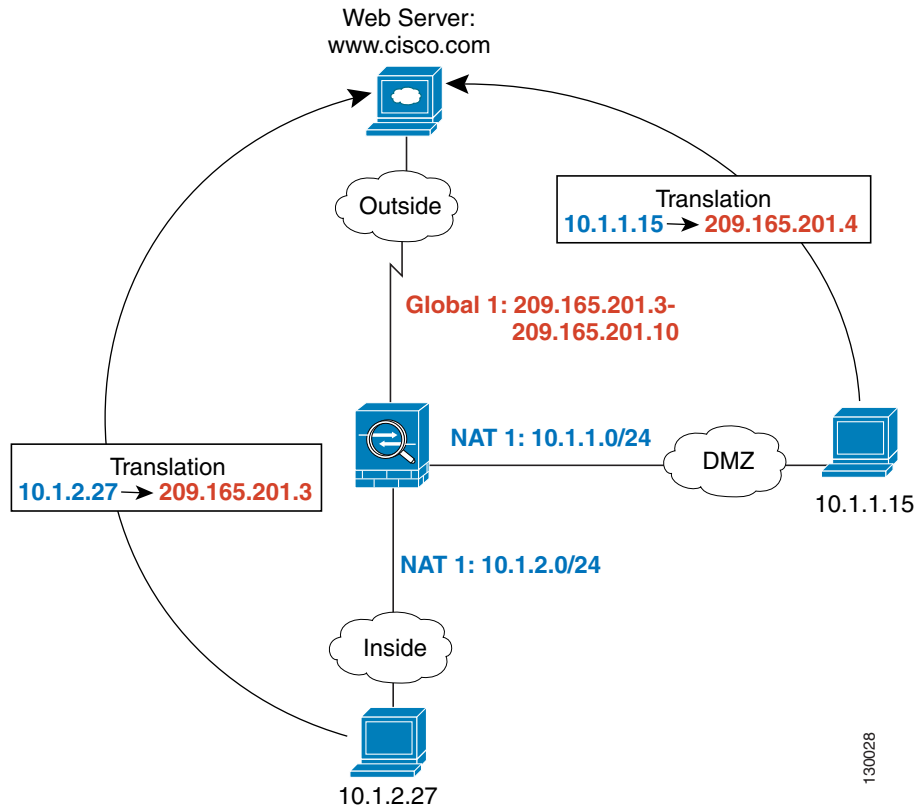 Web Server:
www.cisco.com
Outside
Translation
10.1.1.15 → 209.165.201.4
Global 1: 209.165.201.3-
209.165.201.10
NAT 1: 10.1.1.0/24
DMZ
10.1.1.15
Translation
10.1.2.27 → 209.165.201.3
NAT 1: 10.1.2.0/24
Inside
10.1.2.27
130028